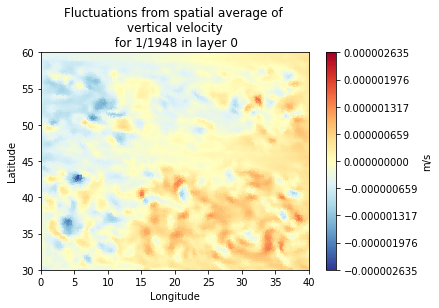 Fluctuations from spatial average of
vertical velocity
for 1/1948 in layer 0
60
55
50
45
40
35
30
Latitude
0 5 10 15 20 25 30 35 40
Longitude
0.000002635
0.000001976
0.000001317
0.000000659
0.000000000
−0.000000659
−0.000001317
−0.000001976
−0.000002635
m/s